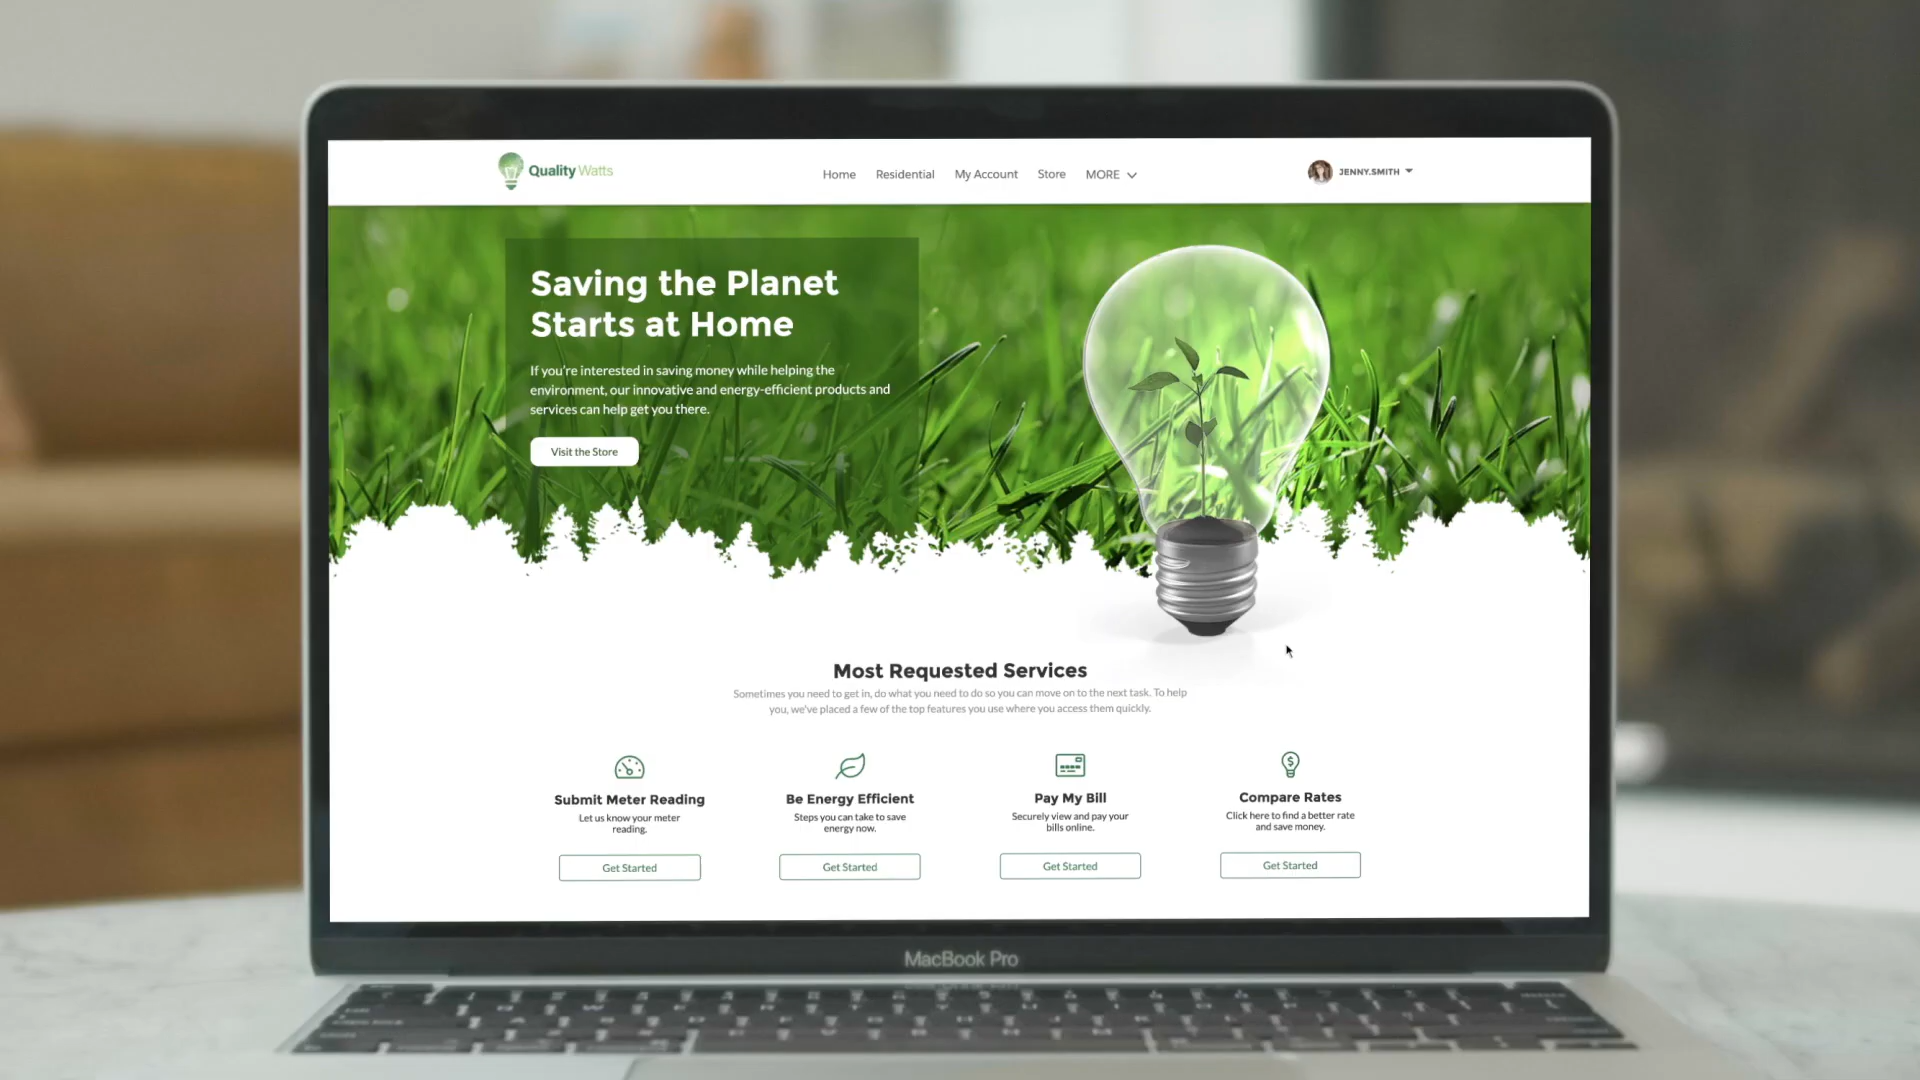 Quality Watts
Home
Residential
My Account
Store
MORE
JENNY.SMITH
Saving the Planet
Starts at Home
If you're interested in saving money while helping the
environment, our innovative and energy-efficient products and
services can help get you there.
Visit the Store
Most Requested Services
Sometimes you need to get in, do what you need to do so you can move on to the next task. To help
you, we've placed a few of the top features you use where you access them quickly.
Submit Meter Reading
Let us know your meter
reading.
Get Started
Be Energy Efficient
Steps you can take to save
energy now.
Get Started
Pay My Bill
Securely view and pay your
bills online.
Get Started
Compare Rates
Click here to find a better rate
and save money.
Get Started
MacBook Pro